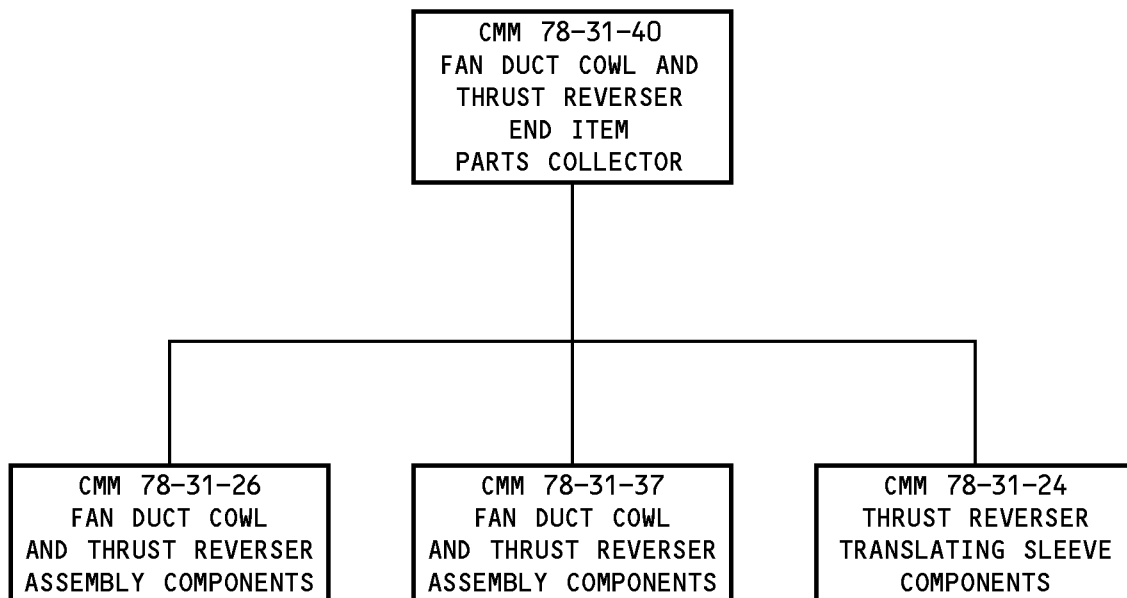 CMM 78-31-40
FAN DUCT COWL AND
THRUST REVERSER
END ITEM
PARTS COLLECTOR
CMM 78-31-26
FAN DUCT COWL
AND THRUST REVERSER
ASSEMBLY COMPONENTS
CMM 78-31-37
FAN DUCT COWL
AND THRUST REVERSER
ASSEMBLY COMPONENTS
CMM 78-31-24
THRUST REVERSER
TRANSLATING SLEEVE
COMPONENTS